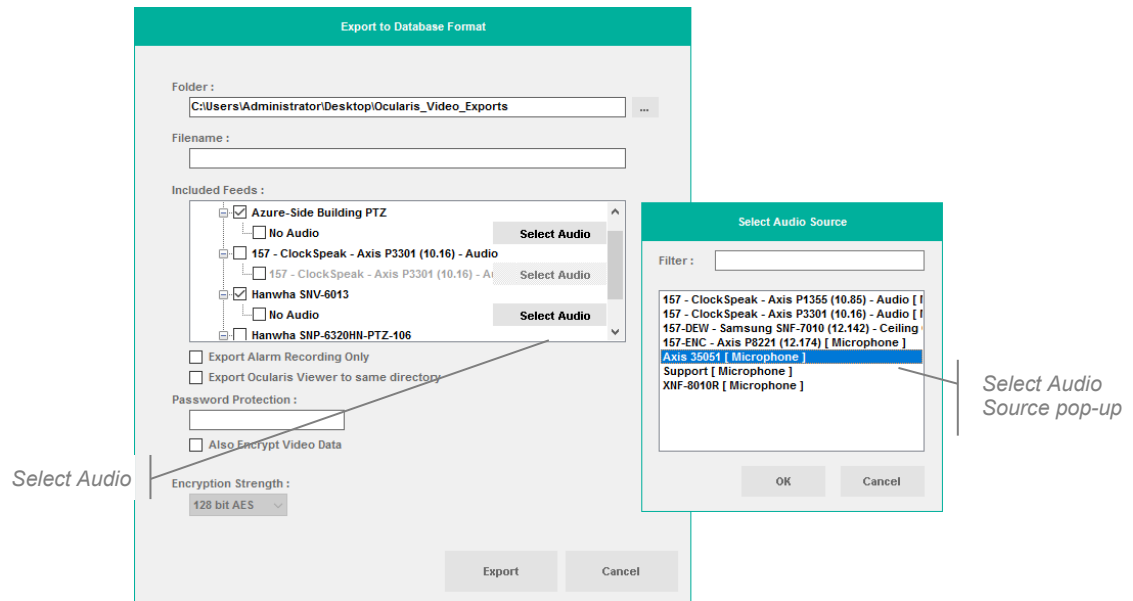 Export to Database Format
Folder :
C:\Users\Administrator\Desktop\Ocularis_Video_Exports
...
Filename :
Included Feeds :
Azure-Side Building PTZ
No Audio
Select Audio
157 - ClockSpeak - Axis P3301 (10.16) - Audio
157 - ClockSpeak - Axis P3301 (10.16) - Au
Select Audio
Hanwha SNV-6013
No Audio
Select Audio
Hanwha SNP-6320HN-PTZ-106
Export Alarm Recording Only
Export Ocularis Viewer to same directory
Password Protection :
Also Encrypt Video Data
Encryption Strength :
128 bit AES
Export
Cancel
Select Audio
Select Audio Source
Filter :
157 - ClockSpeak - Axis P1355 (10.85) - Audio [
157 - ClockSpeak - Axis P3301 (10.16) - Audio [
157-DEW - Samsung SNF-7010 (12.142) - Ceiling
157-ENC - Axis P8221 (12.174) [ Microphone ]
Axis 35051 [ Microphone ]
Support [ Microphone ]
XNF-8010R [ Microphone ]
OK
Cancel
Select Audio
Source pop-up